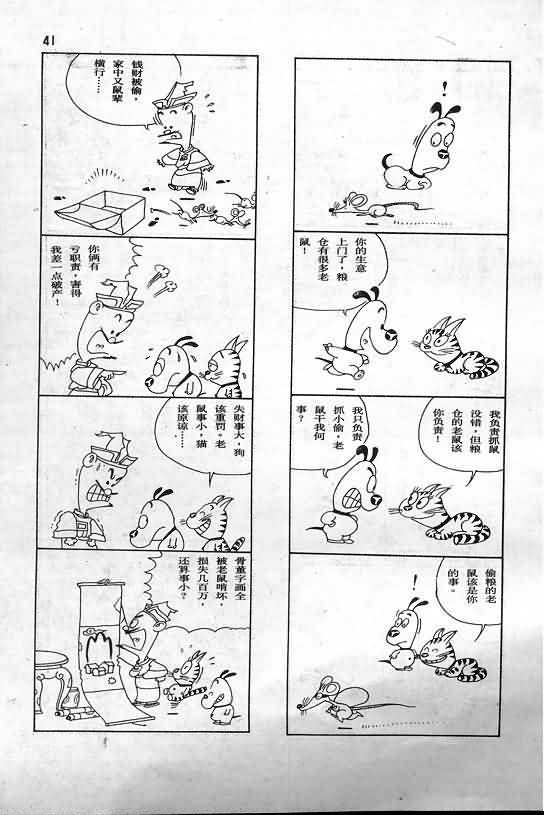 41
!
你的生意
上门了，粮
仓有很多老
鼠！
我负责抓鼠
没错，但粮
仓的老鼠该
你负责！
我只负责
抓小偷，老
鼠干我何
事？
偷粮的老
鼠该是你
的事。
!
钱财被偷，
家中又鼠辈
横行……
你俩有
亏职责，害得
我差一点破产！
失财事大，狗
该重罚。老
鼠事小，猫
该原谅……
骨董字画全
被老鼠啃坏，
损失几百万，
还算事小？